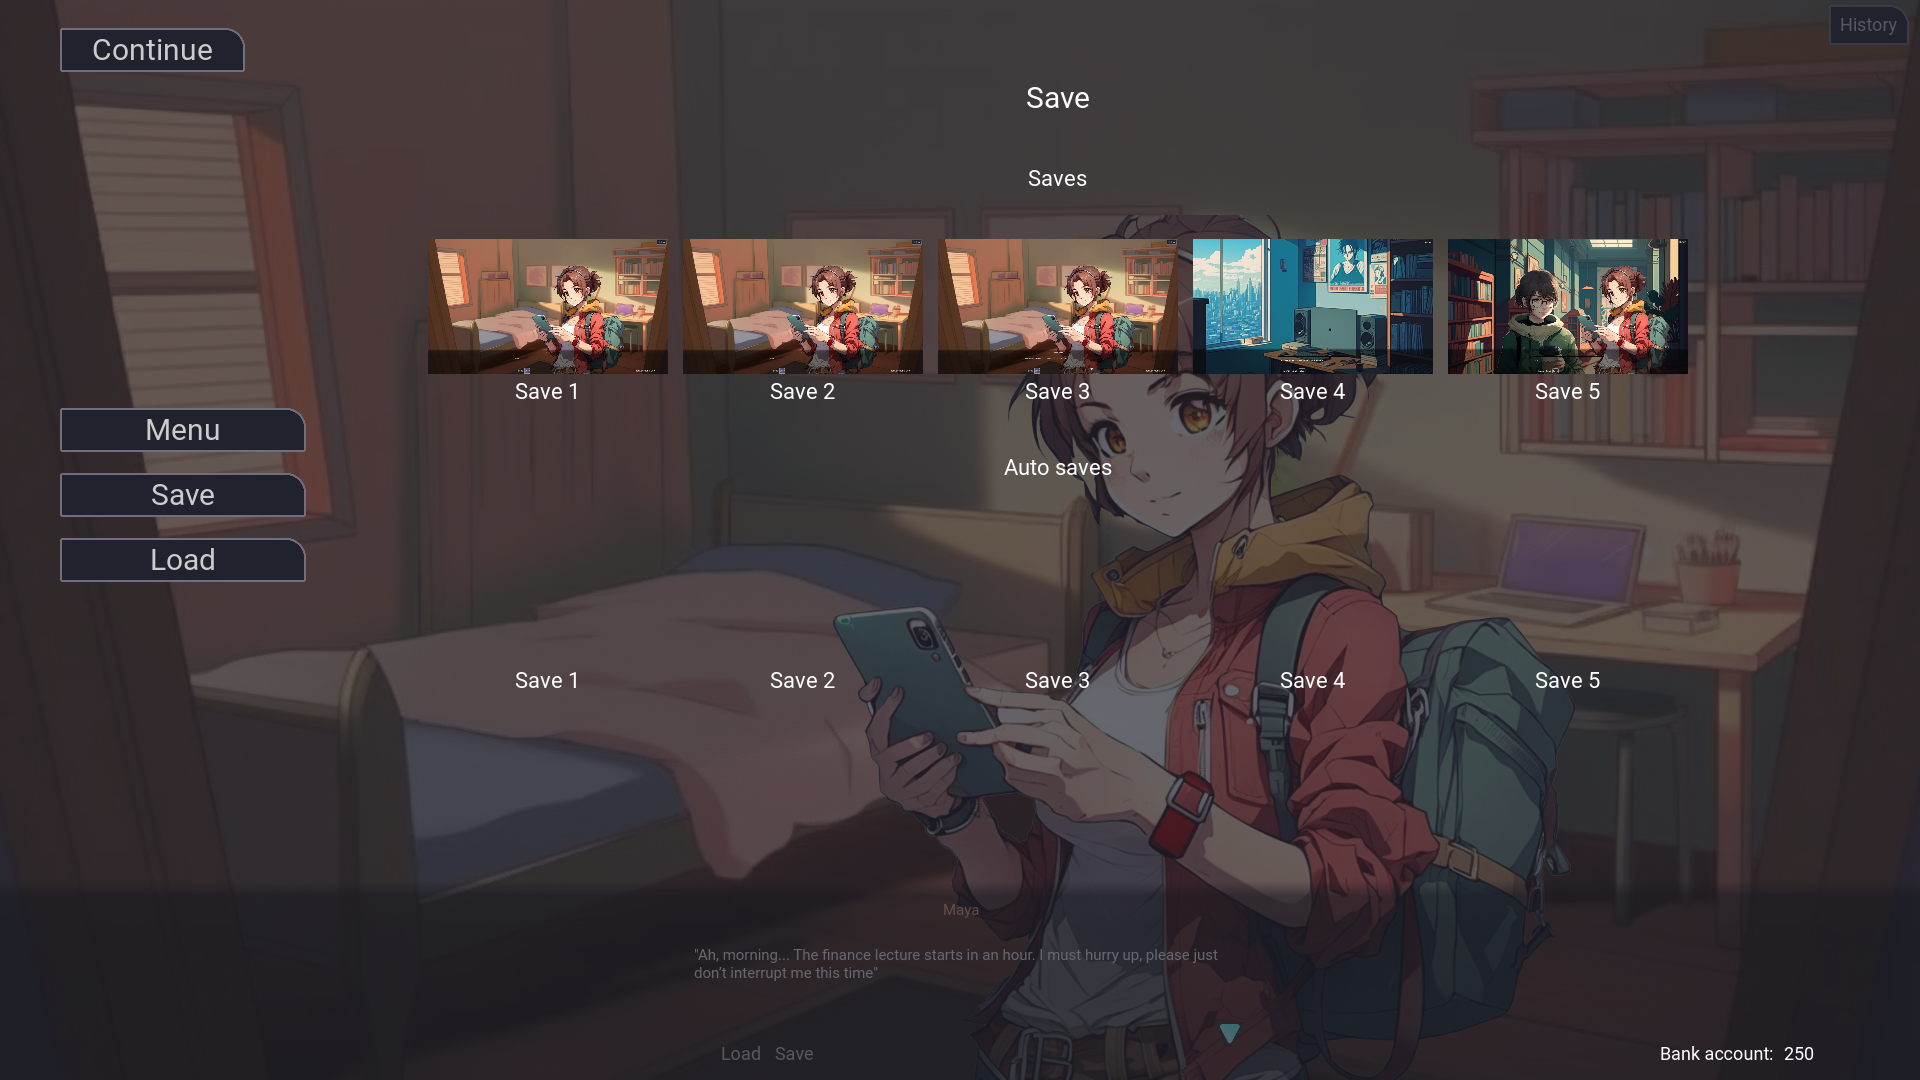 Continue
History
Save
Saves
Save 1
Save 2
Save 3
Save 4
Save 5
Menu
Save
Load
Auto saves
Save 1
Save 2
Save 3
Save 4
Save 5
Maya
"Ah, morning... The finance lecture starts in an hour. I must hurry up, please just
don't interrupt me this time"
Load
Save
Bank account: 250